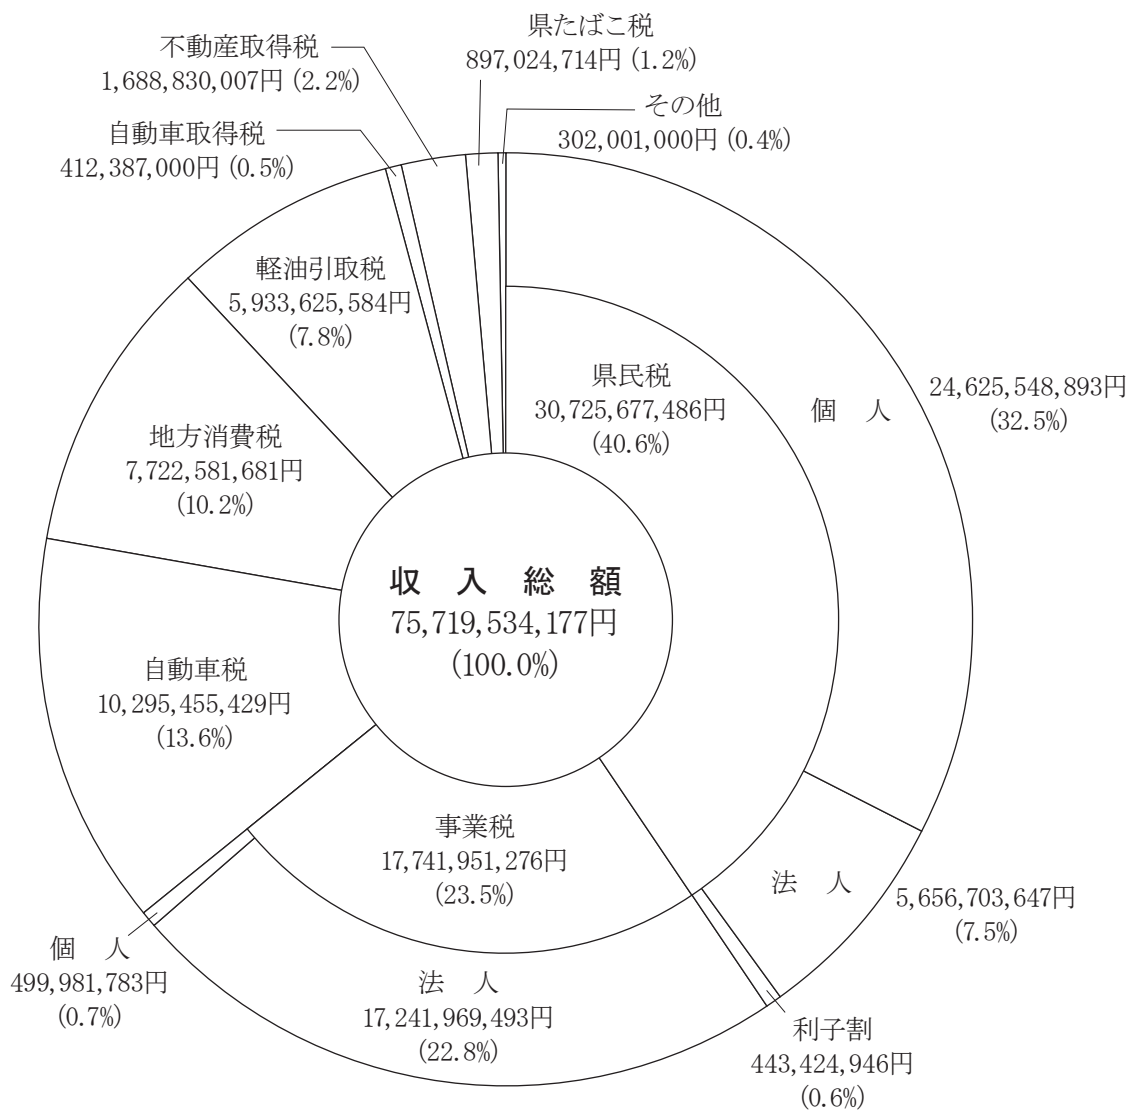 県たばこ税
897,024,714円 (1.2%)
不動産取得税
1,688,830,007円 (2.2%)
その他
302,001,000円 (0.4%)
自動車取得税
412,387,000円 (0.5%)
軽油引取税
5,933,625,584円
(7.8%)
県民税
30,725,677,486円
(40.6%)
個　人
24,625,548,893円
(32.5%)
地方消費税
7,722,581,681円
(10.2%)
収　入　総　額
75,719,534,177円
(100.0%)
自動車税
10,295,455,429円
(13.6%)
事業税
17,741,951,276円
(23.5%)
法　人
5,656,703,647円
(7.5%)
個　人
499,981,783円
(0.7%)
法　人
17,241,969,493円
(22.8%)
利子割
443,424,946円
(0.6%)